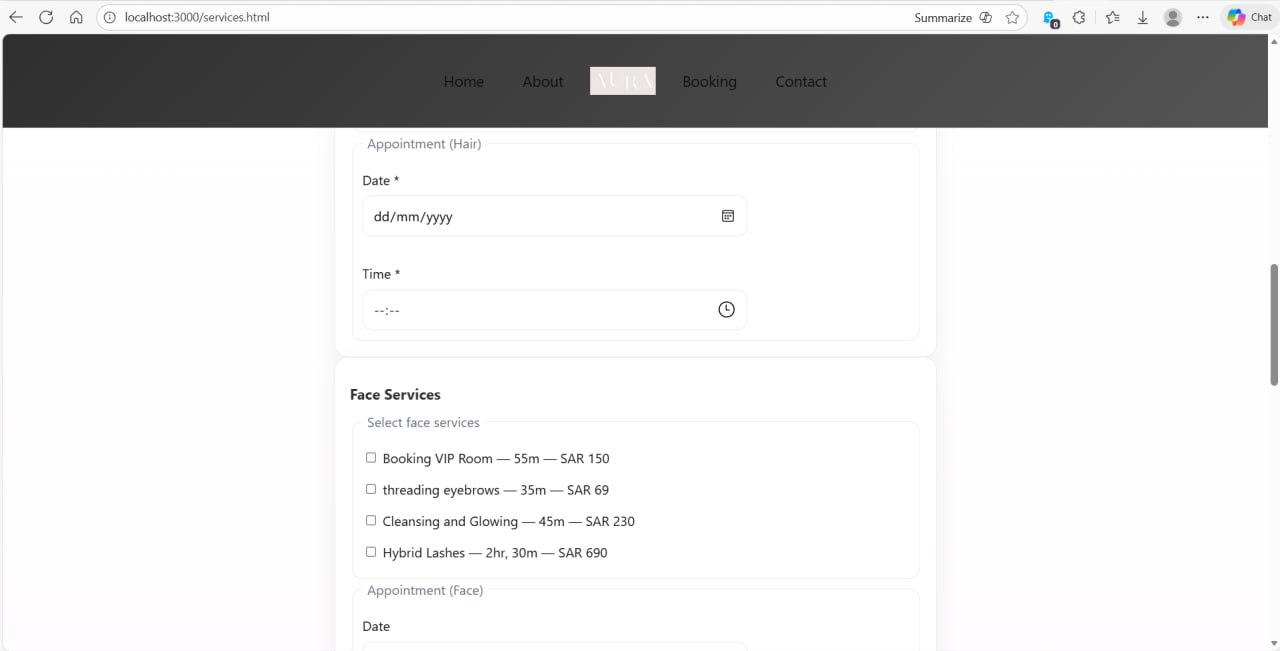 localhost:3000/services.html
Summarize
0
Chat
Home
About
AURA
Booking
Contact
Appointment (Hair)
Date *
dd/mm/yyyy
Time *
--:--
Face Services
Select face services
Booking VIP Room — 55m — SAR 150
threading eyebrows — 35m — SAR 69
Cleansing and Glowing — 45m — SAR 230
Hybrid Lashes — 2hr, 30m — SAR 690
Appointment (Face)
Date